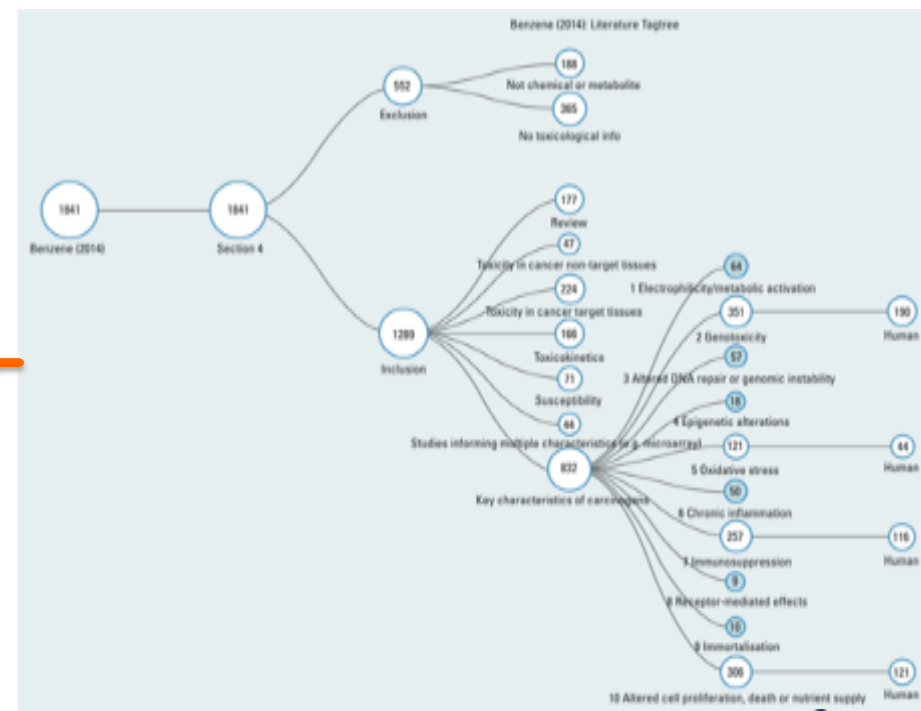 Benzene (2014): Literature Tagtree
188
Not chemical or metabolite
552
Exclusion
365
No toxicological info
1841
Benzene (2014)
1841
Section 4
177
Review
47
Toxicity in cancer non-target tissues
224
Toxicity in cancer target tissues
1289
Inclusion
166
Toxicokinetics
71
Susceptibility
44
Studies informing multiple characteristics (e.g. microarray)
832
Key characteristics of carcinogens
64
1 Electrophilicity/metabolic activation
351
2 Genotoxicity
190
Human
57
3 Altered DNA repair or genomic instability
18
4 Epigenetic alterations
121
5 Oxidative stress
44
Human
50
6 Chronic inflammation
257
7 Immunosuppression
116
Human
9
8 Receptor-mediated effects
10
9 Immortalisation
306
10 Altered cell proliferation, death or nutrient supply
121
Human